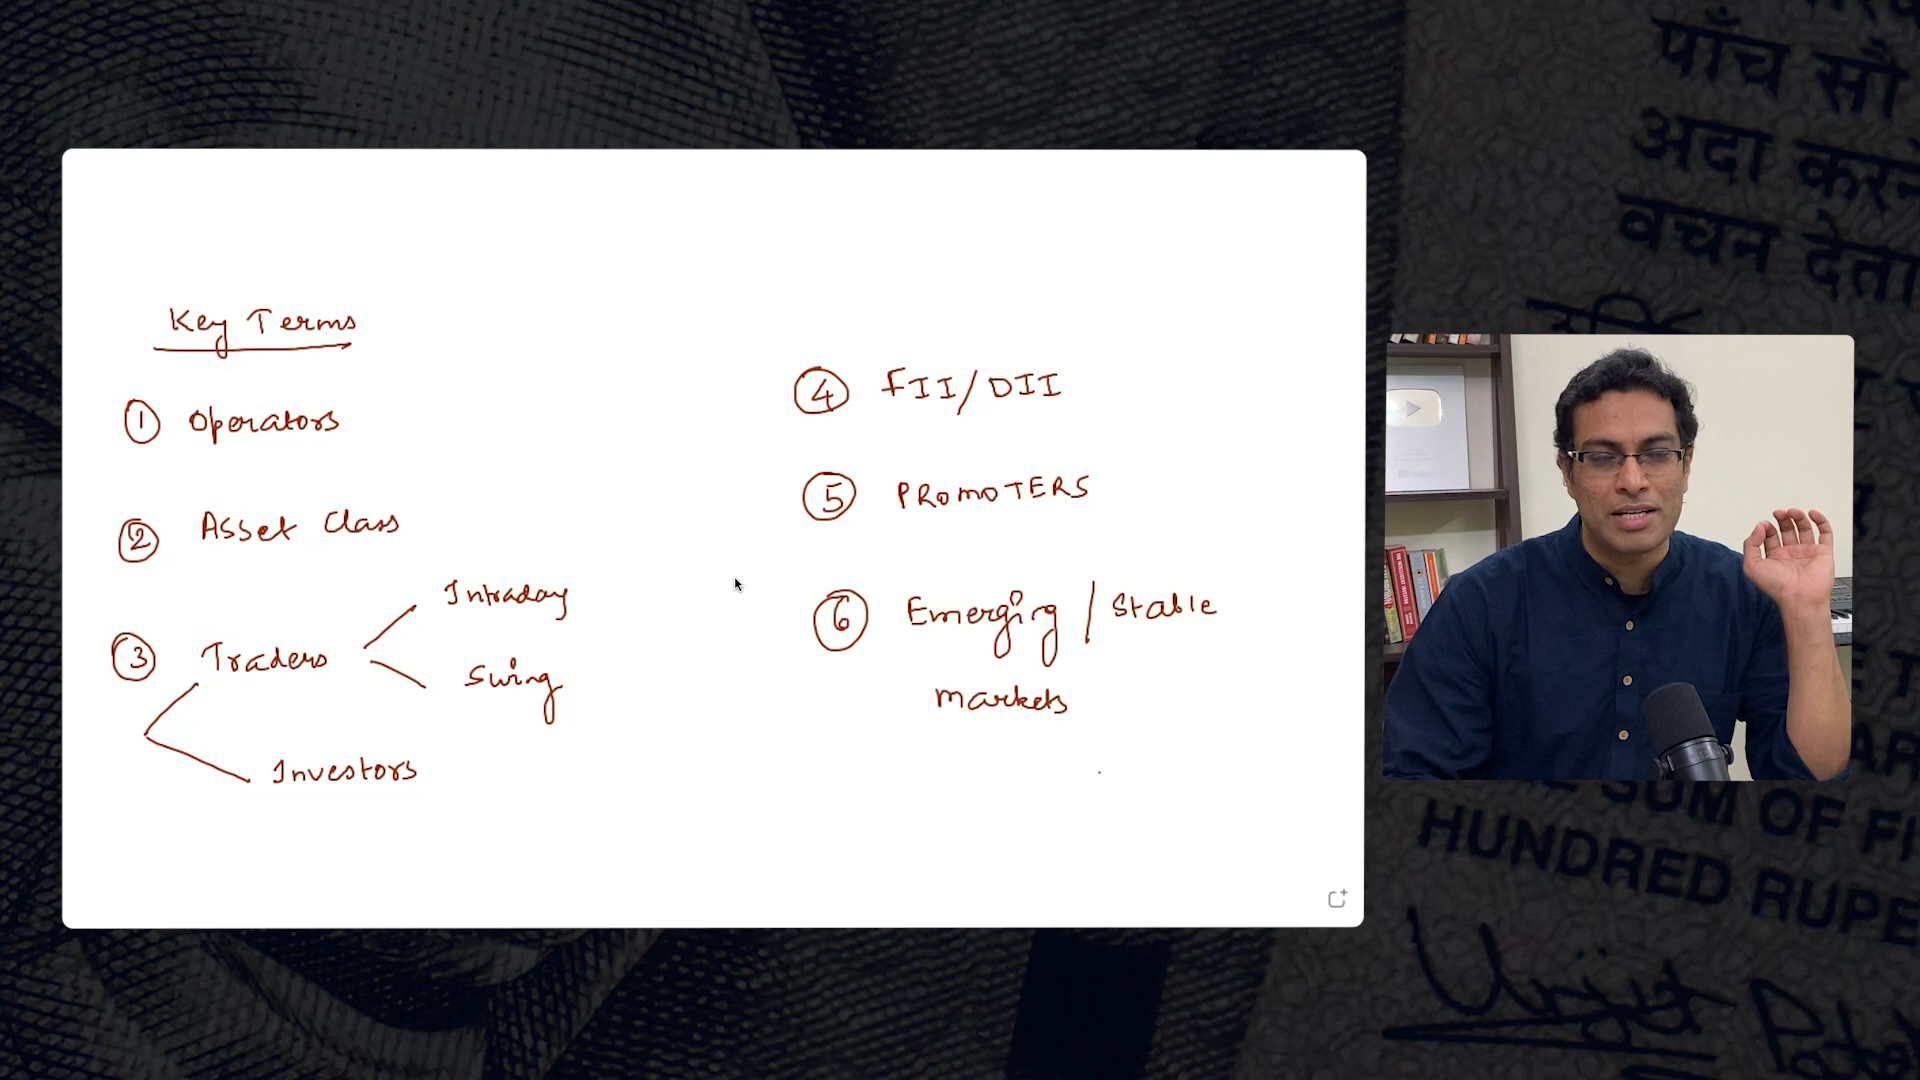 Key Terms
① Operators
② Asset Class
③ Traders
Intraday
Swing
Investors
④ FII/DII
⑤ PROMOTERS
⑥ Emerging / Stable
markets
पाँच सौ
अदा करने
वचन देता
SUM OF FI
HUNDRED RUPE